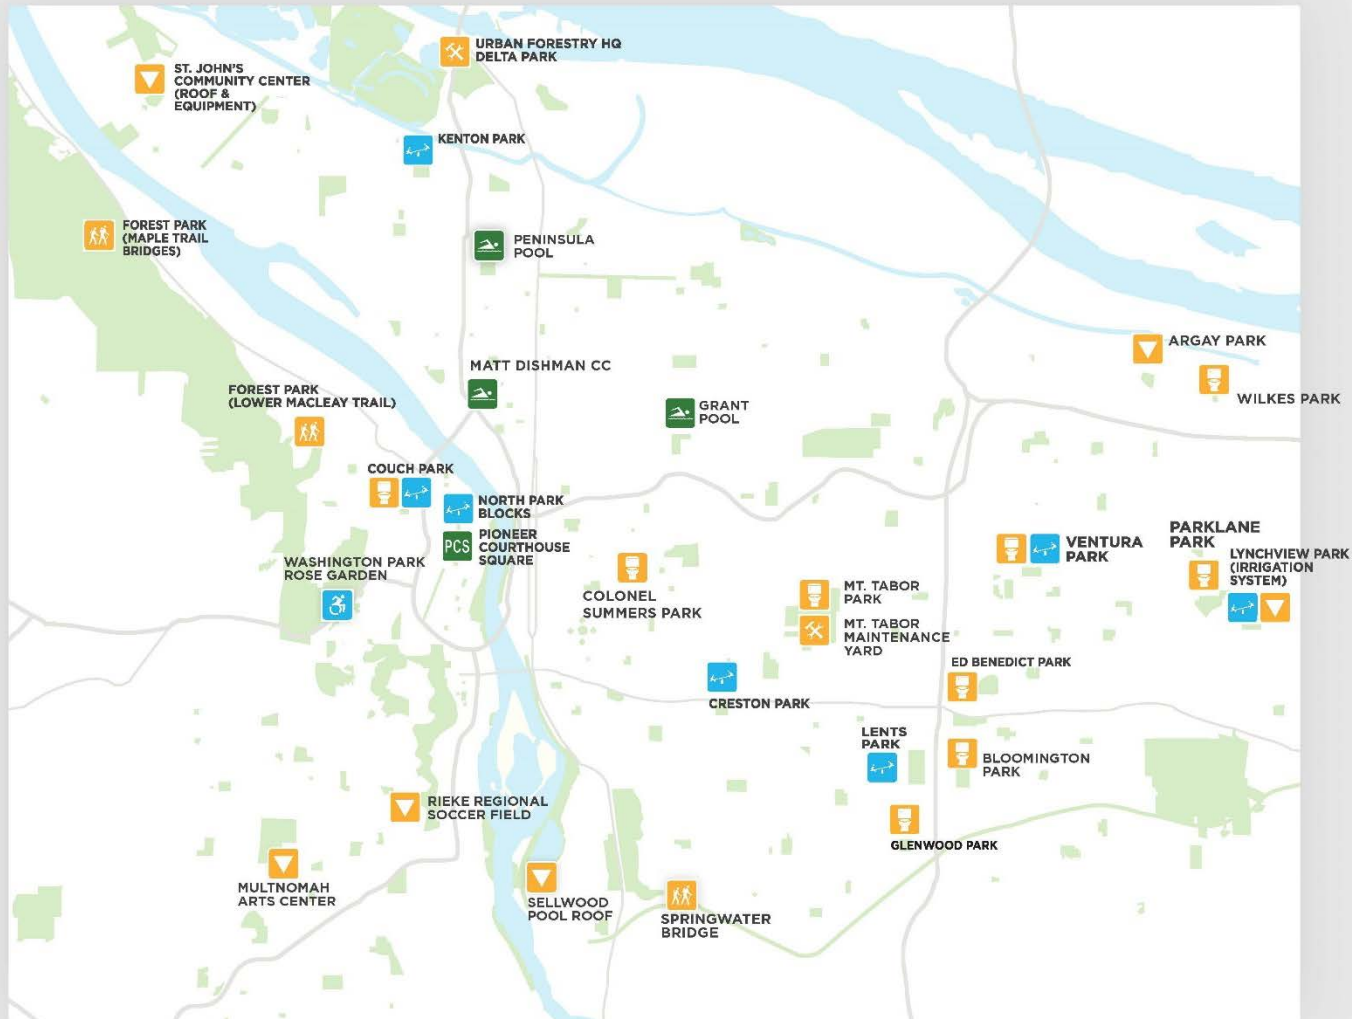 URBAN FORESTRY HQ
DELTA PARK
ST. JOHN'S
COMMUNITY CENTER
(ROOF &
EQUIPMENT)
KENTON PARK
FOREST PARK
(MAPLE TRAIL
BRIDGES)
PENINSULA
POOL
ARGAY PARK
WILKES PARK
MATT DISHMAN CC
FOREST PARK
(LOWER MACLEAY TRAIL)
GRANT
POOL
COUCH PARK
NORTH PARK
BLOCKS
PCS
PIONEER
COURTHOUSE
SQUARE
WASHINGTON PARK
ROSE GARDEN
COLONEL
SUMMERS PARK
MT. TABOR
PARK
MT. TABOR
MAINTENANCE
YARD
VENTURA
PARK
PARKLANE
PARK
LYNCHVIEW PARK
(IRRIGATION
SYSTEM)
ED BENEDICT PARK
CRESTON PARK
LENTS
PARK
BLOOMINGTON
PARK
RIEKE REGIONAL
SOCCER FIELD
GLENWOOD PARK
MULTNOMAH
ARTS CENTER
SELLWOOD
POOL ROOF
SPRINGWATER
BRIDGE